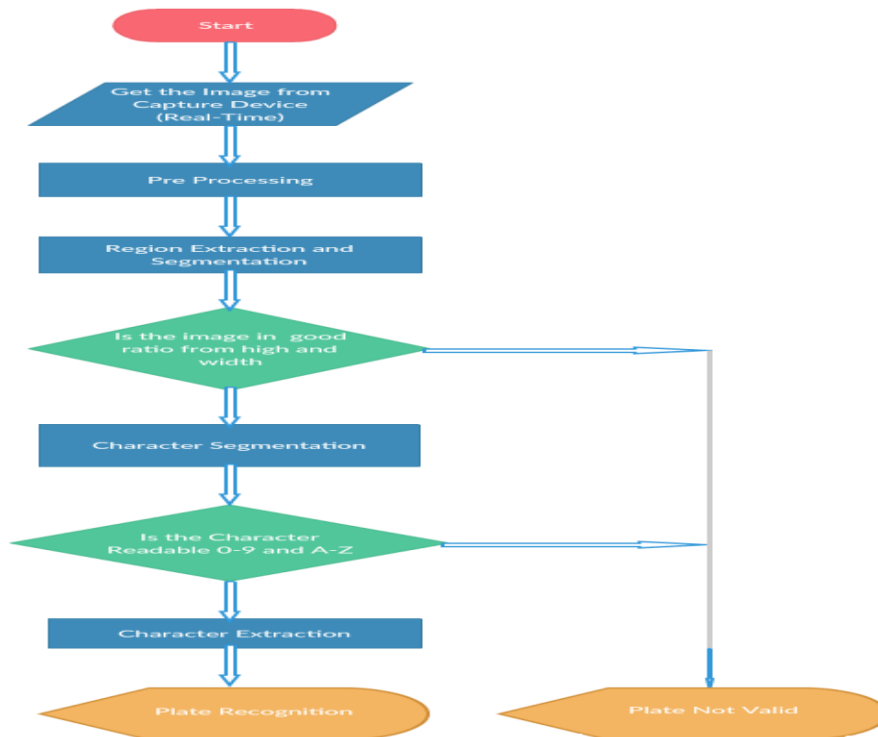 Start
Get the Image from
Capture Device
(Real-Time)
Pre Processing
Region Extraction and
Segmentation
Is the image in good
ratio from high and
width
Character Segmentation
Is the Character
Readable 0-9 and A-Z
Character Extraction
Plate Recognition
Plate Not Valid